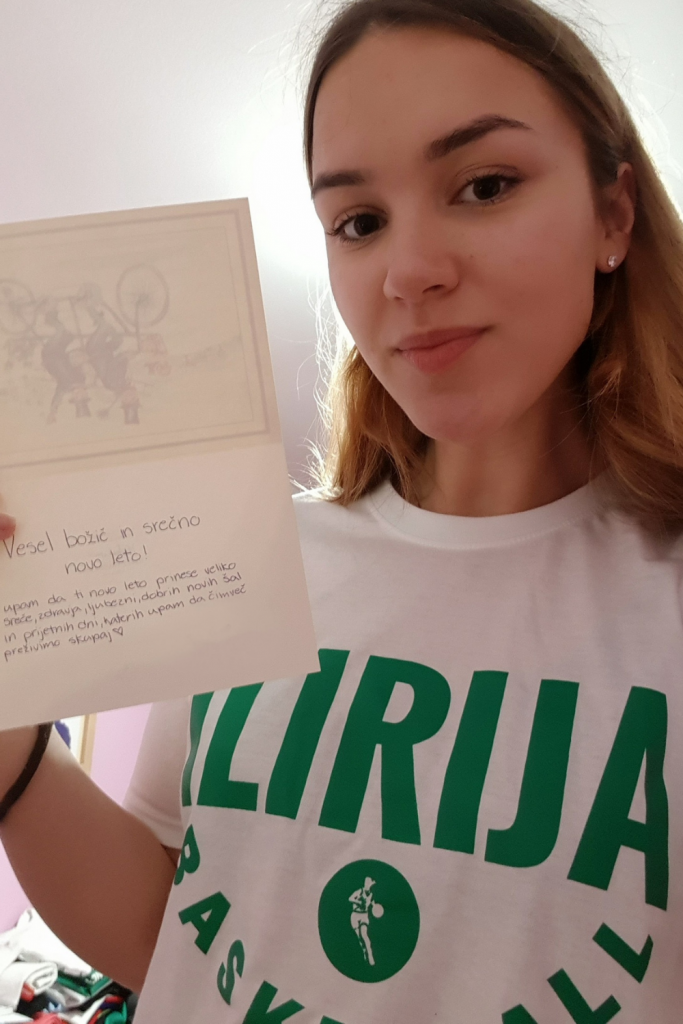 Vesel božič in srečno
novo leto!
upam da ti novo leto prinese veliko
sreče, zdravja, ljubezni, dobrih novih šal
in prijetnih dni, katerih upam da čimveč
preživimo skupaj♡
ILIRIJA
BASKETBALL